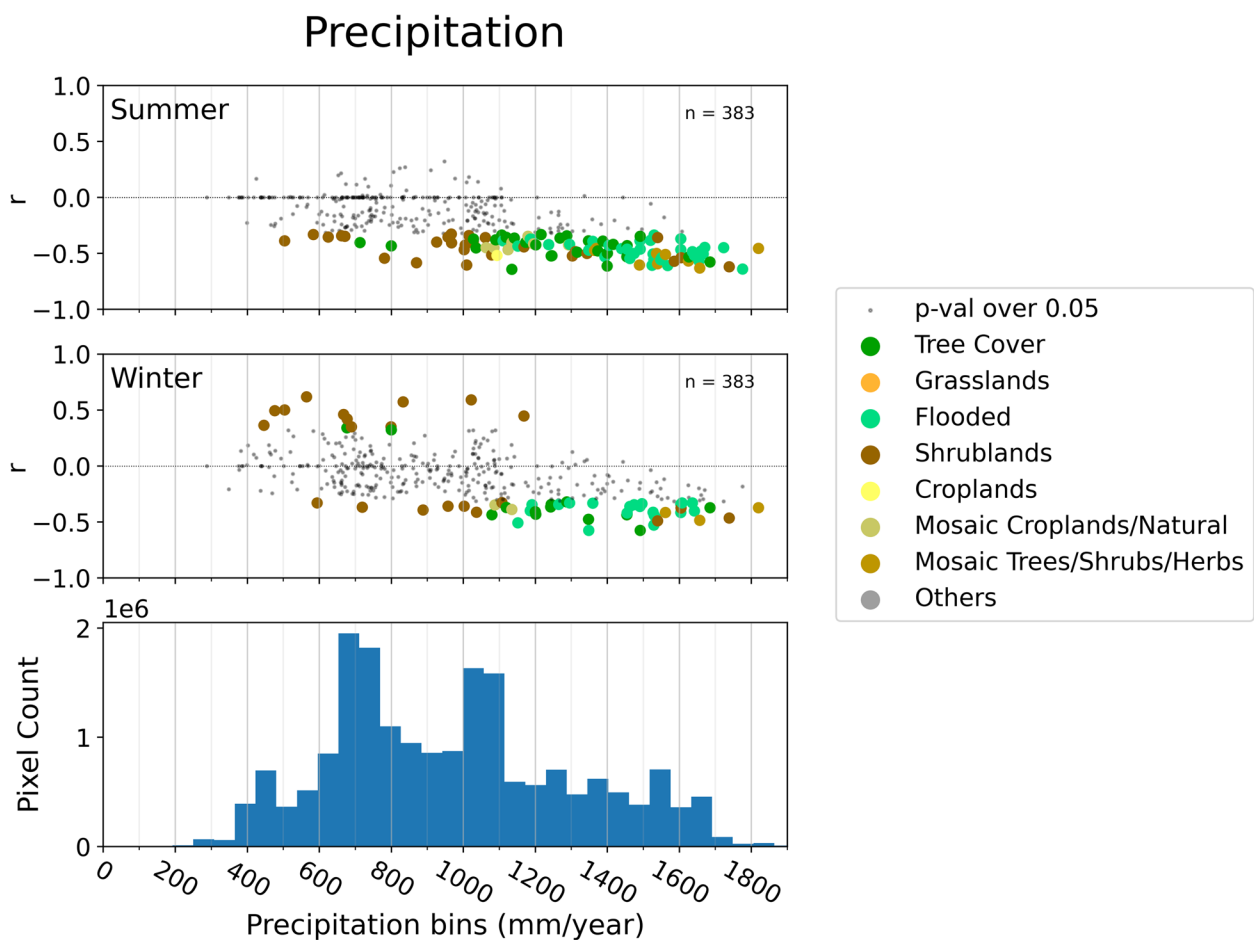 Precipitation
1.0
Summer
n = 383
0.5
0.0
r
−0.5
−1.0
1.0
Winter
n = 383
0.5
0.0
r
−0.5
−1.0
1e6
2
1
0
Pixel Count
0
200
400
600
800
1000
1200
1400
1600
1800
Precipitation bins (mm/year)
p-val over 0.05
Tree Cover
Grasslands
Flooded
Shrublands
Croplands
Mosaic Croplands/Natural
Mosaic Trees/Shrubs/Herbs
Others